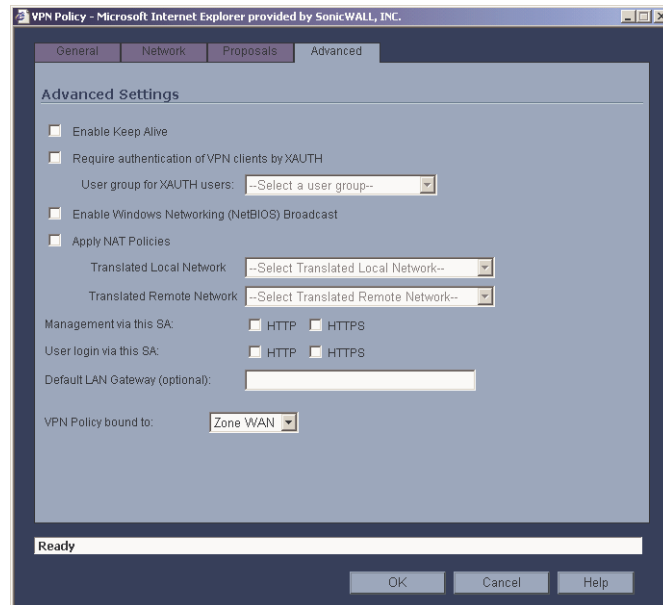 VPN Policy - Microsoft Internet Explorer provided by SonicWALL, INC.
General Network Proposals Advanced
Advanced Settings
Enable Keep Alive
Require authentication of VPN clients by XAUTH
User group for XAUTH users: --Select a user group--
Enable Windows Networking (NetBIOS) Broadcast
Apply NAT Policies
Translated Local Network --Select Translated Local Network--
Translated Remote Network --Select Translated Remote Network--
Management via this SA: HTTP HTTPS
User login via this SA: HTTP HTTPS
Default LAN Gateway (optional):
VPN Policy bound to: Zone WAN
Ready
OK Cancel Help